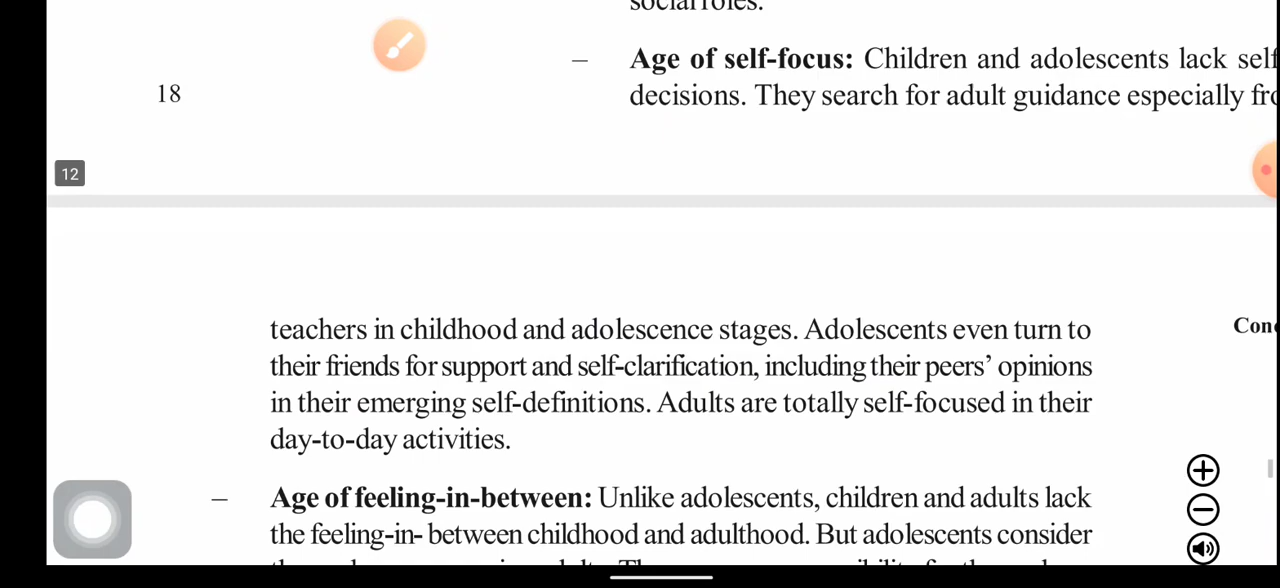 social roles.
– Age of self-focus: Children and adolescents lack self
18
decisions. They search for adult guidance especially
12
teachers in childhood and adolescence stages. Adolescents even turn to
their friends for support and self-clarification, including their peers' opinions
in their emerging self-definitions. Adults are totally self-focused in their
day-to-day activities.
– Age of feeling-in-between: Unlike adolescents, children and adults lack
the feeling-in- between childhood and adulthood. But adolescents consider